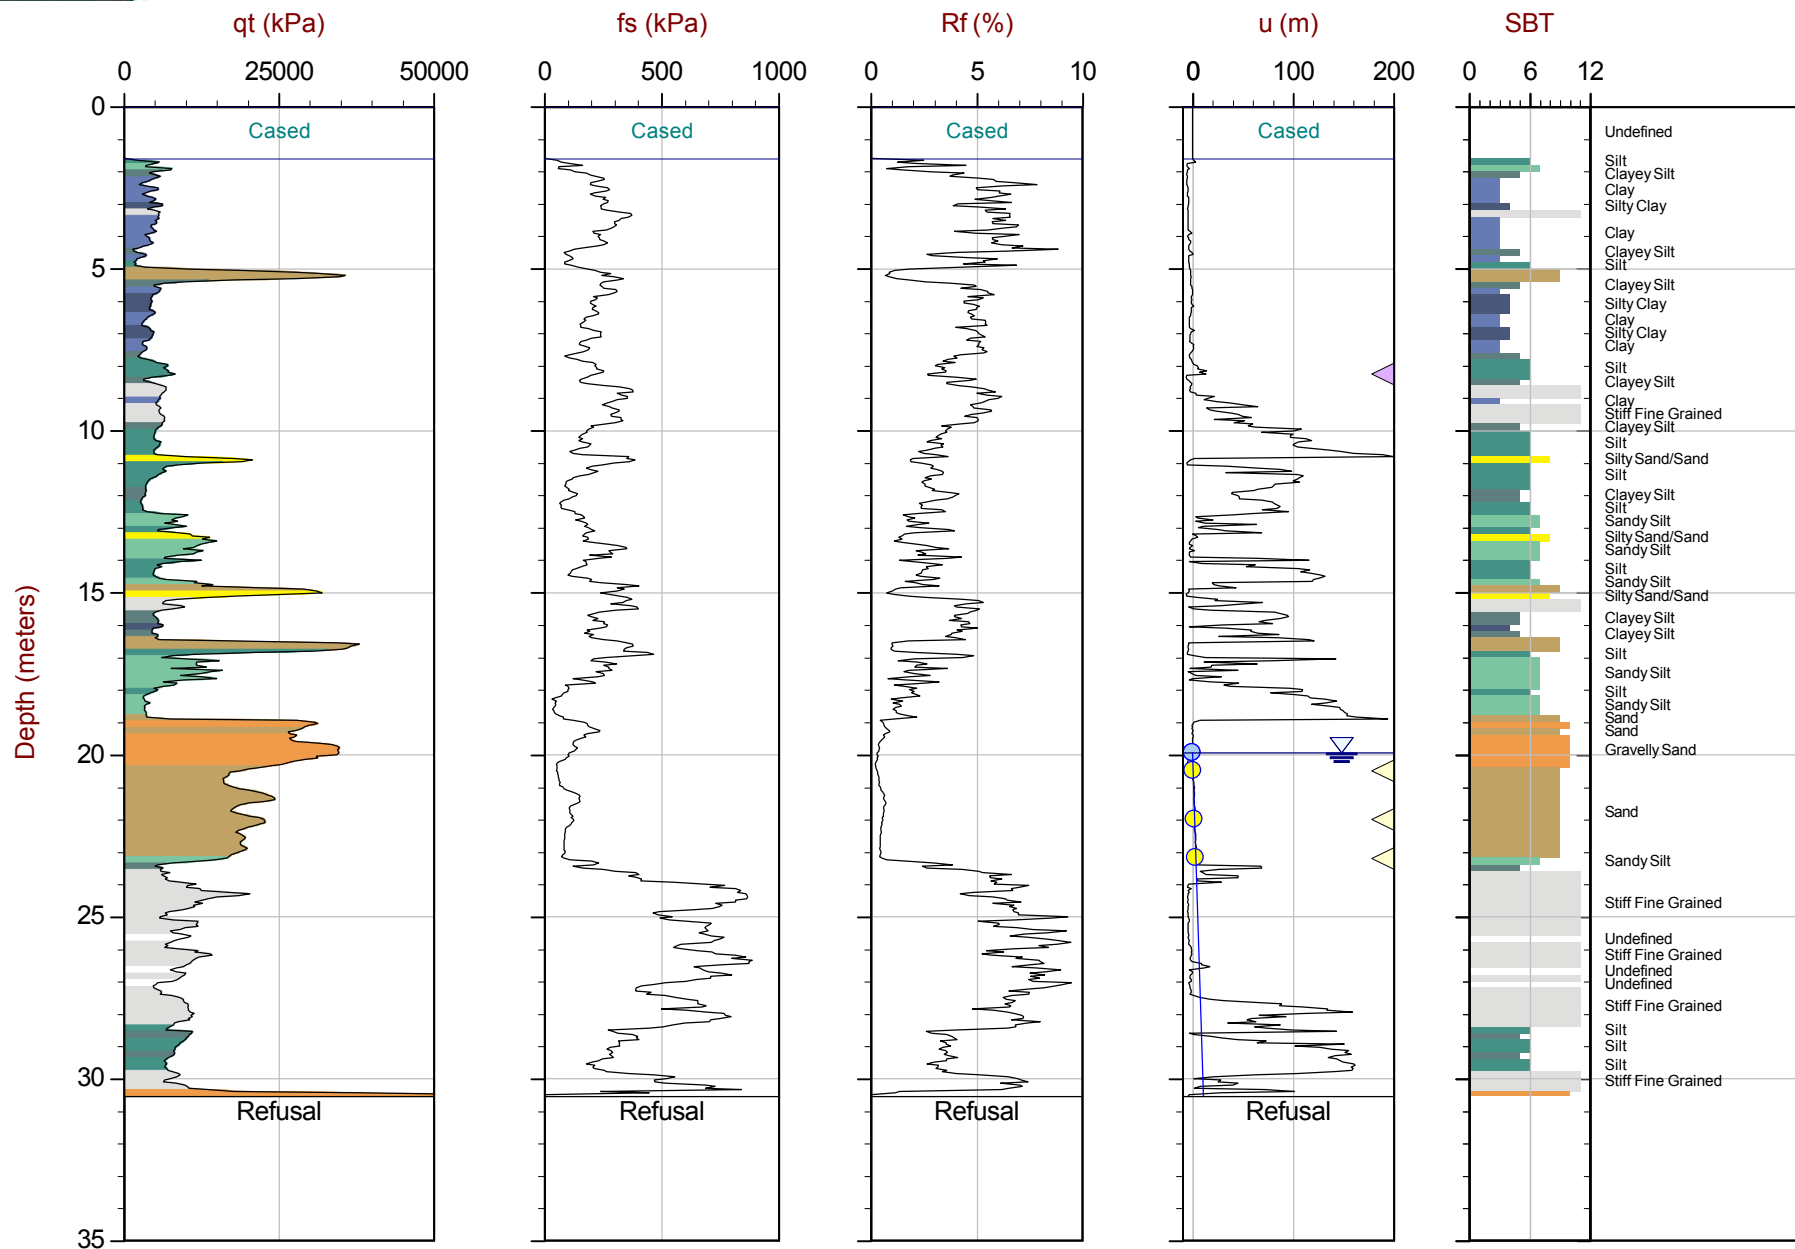 qt (kPa) fs (kPa) Rf (%) u (m) SBT
0 25000 50000 0 500 1000 0 5 10 0 100 200 0 6 12
0
Cased Cased Cased Cased Undefined
Silt
Clayey Silt
Clay
Silty Clay
Clay
Clayey Silt
Silt
5
Clayey Silt
Silty Clay
Clay
Silty Clay
Clay
Silt
Clayey Silt
Clay
Stiff Fine Grained
Clayey Silt
10
Silt
Silty Sand/Sand
Silt
Clayey Silt
Silt
Sandy Silt
Silty Sand/Sand
Sandy Silt
Silt
Sandy Silt
15
Silty Sand/Sand
Clayey Silt
Clayey Silt
Silt
Sandy Silt
Silt
Sandy Silt
Sand
Sand
Depth (meters)
20
Gravelly Sand
Sand
Sandy Silt
Stiff Fine Grained
25
Undefined
Stiff Fine Grained
Undefined
Undefined
Stiff Fine Grained
Silt
Silt
Silt
30
Stiff Fine Grained
Refusal Refusal Refusal Refusal
35